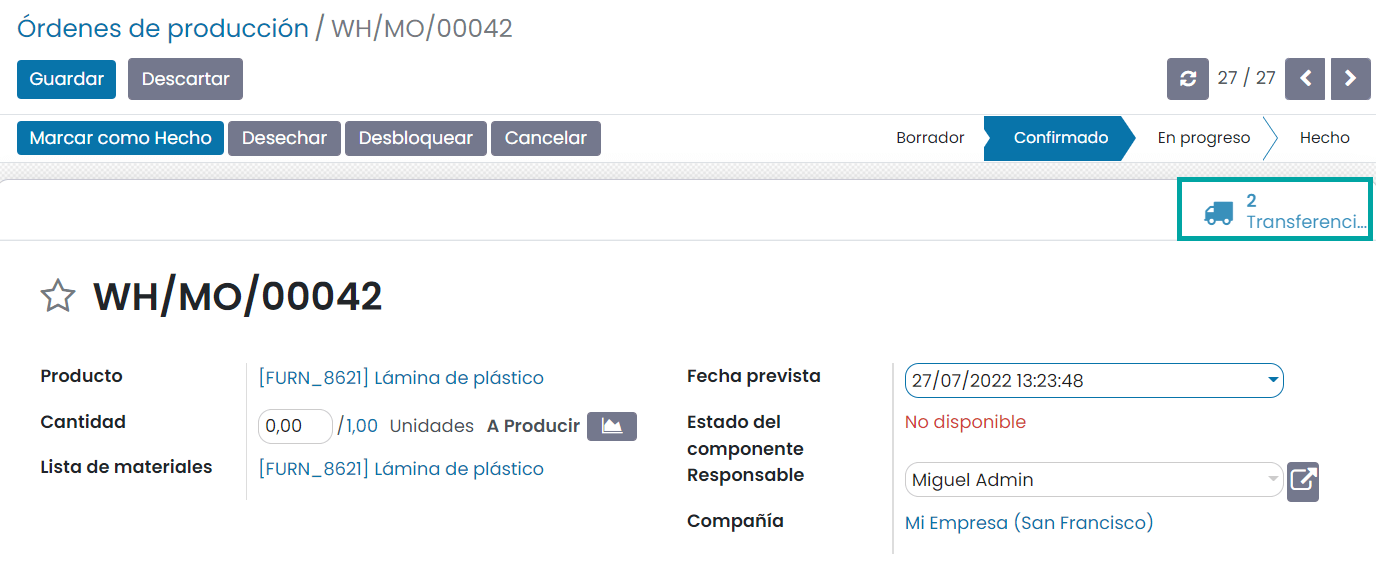 Órdenes de producción / WH/MO/00042
Guardar Descartar 27 / 27
Marcar como Hecho Desechar Desbloquear Cancelar Borrador Confirmado En progreso Hecho
2
Transferenci...
WH/MO/00042
Producto [FURN_8621] Lámina de plástico Fecha prevista 27/07/2022 13:23:48
Cantidad 0,00 /1,00 Unidades A Producir Estado del No disponible
componente
Lista de materiales [FURN_8621] Lámina de plástico Responsable Miguel Admin
Compañía Mi Empresa (San Francisco)